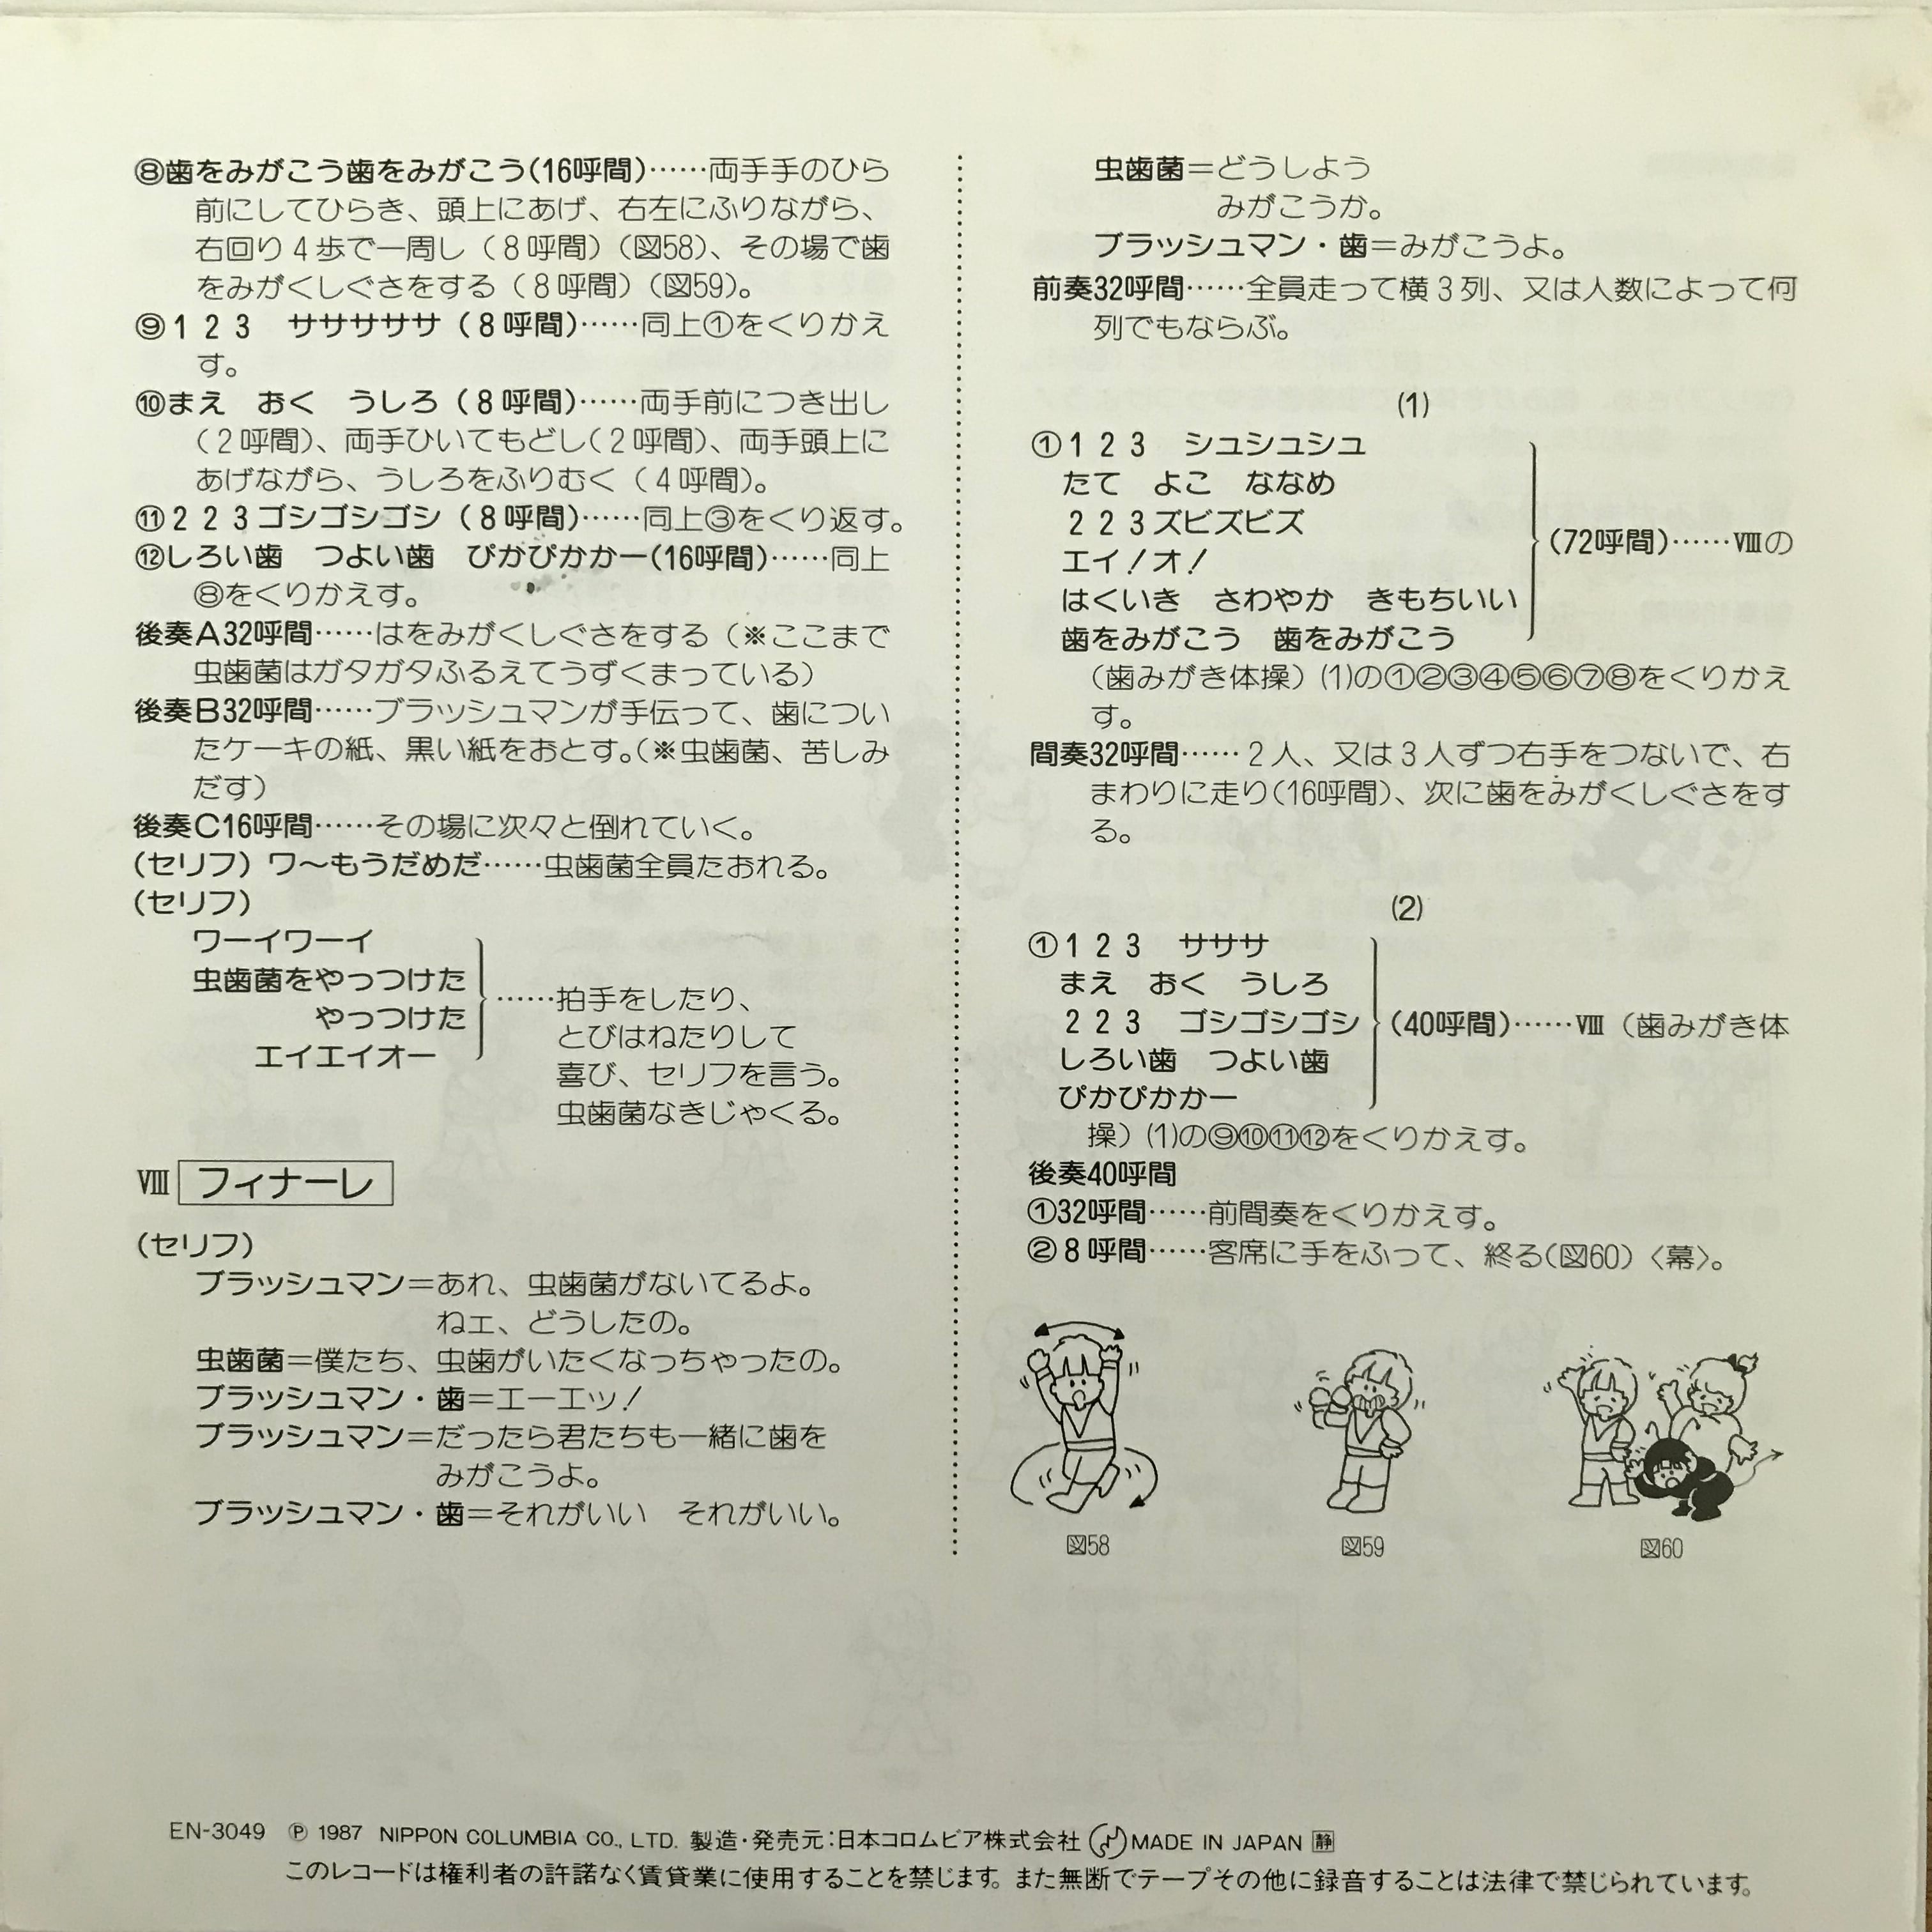 ⑧歯をみがこう歯をみがこう(16呼間)……両手手のひら
前にしてひらき、頭上にあげ、右左にふりながら、
右回り4歩で一周し(8呼間)(図58)、その場で歯
をみがくしぐさをする(8呼間)(図59)。
⑨1 2 3　ササササササ(8呼間)……同上①をくりかえ
す。
⑩まえ　おく　うしろ(8呼間)……両手前につき出し
(2呼間)、両手ひいてもどし(2呼間)、両手頭上に
あげながら、うしろをふりむく(4呼間)。
⑪2 2 3ゴシゴシゴシ(8呼間)……同上③をくり返す。
⑫しろい歯　つよい歯　ぴかぴかかー(16呼間)……同上
⑧をくりかえす。
後奏A32呼間……はをみがくしぐさをする(※ここまで
虫歯菌はガタガタふるえてうずくまっている)
後奏B32呼間……ブラッシュマンが手伝って、歯につい
たケーキの紙、黒い紙をおとす。(※虫歯菌、苦しみ
だす)
後奏C16呼間……その場に次々と倒れていく。
(セリフ)ワ〜もうだめだ……虫歯菌全員たおれる。
(セリフ)
ワーイワーイ
虫歯菌をやっつけた
やっつけた
エイエイオー
……拍手をしたり、
とびはねたりして
喜び、セリフを言う。
虫歯菌なきじゃくる。
Ⅷ フィナーレ
(セリフ)
ブラッシュマン=あれ、虫歯菌がないてるよ。
ねエ、どうしたの。
虫歯菌=僕たち、虫歯がいたくなっちゃったの。
ブラッシュマン・歯=エーエッ!
ブラッシュマン=だったら君たちも一緒に歯を
みがこうよ。
ブラッシュマン・歯=それがいい　それがいい。
虫歯菌=どうしよう
みがこうか。
ブラッシュマン・歯=みがこうよ。
前奏32呼間……全員走って横3列、又は人数によって何
列でもならぶ。
(1)
①1 2 3　シュシュシュ
たて　よこ　ななめ
2 2 3ズビズビズ
エイ!オ!
はくいき　さわやか　きもちいい
歯をみがこう　歯をみがこう
(72呼間)……Ⅷの
(歯みがき体操)(1)の①②③④⑤⑥⑦⑧をくりかえ
す。
間奏32呼間……2人、又は3人ずつ右手をつないで、右
まわりに走り(16呼間)、次に歯をみがくしぐさをす
る。
(2)
①1 2 3　サササ
まえ　おく　うしろ
2 2 3　ゴシゴシゴシ
しろい歯　つよい歯
ぴかぴかかー
(40呼間)……Ⅷ(歯みがき体
操)(1)の⑨⑩⑪⑫をくりかえす。
後奏40呼間
①32呼間……前間奏をくりかえす。
②8呼間……客席に手をふって、終る(図60)〈幕〉。
図58
図59
図60
EN-3049 Ⓟ 1987 NIPPON COLUMBIA CO., LTD. 製造・発売元:日本コロムビア株式会社 MADE IN JAPAN 静
このレコードは権利者の許諾なく賃貸業に使用することを禁じます。また無断でテープその他に録音することは法律で禁じられています。